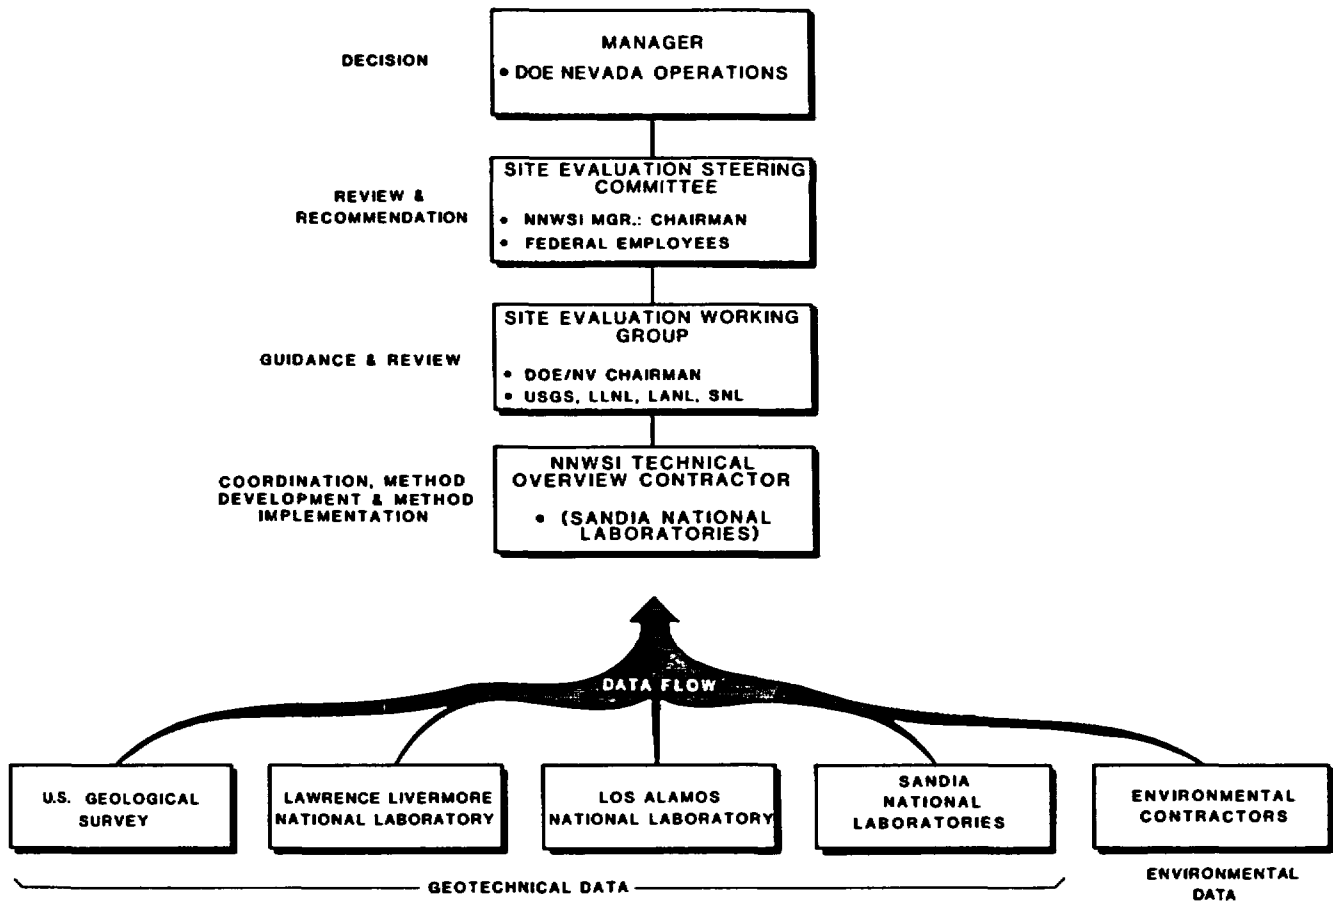 DECISION
MANAGER
• DOE NEVADA OPERATIONS
REVIEW &
RECOMMENDATION
SITE EVALUATION STEERING
COMMITTEE
• NNWSI MGR.: CHAIRMAN
• FEDERAL EMPLOYEES
GUIDANCE & REVIEW
SITE EVALUATION WORKING
GROUP
• DOE/NV CHAIRMAN
• USGS, LLNL, LANL, SNL
COORDINATION, METHOD
DEVELOPMENT & METHOD
IMPLEMENTATION
NNWSI TECHNICAL
OVERVIEW CONTRACTOR
• (SANDIA NATIONAL
LABORATORIES)
DATA FLOW
U.S. GEOLOGICAL
SURVEY
LAWRENCE LIVERMORE
NATIONAL LABORATORY
LOS ALAMOS
NATIONAL LABORATORY
SANDIA
NATIONAL
LABORATORIES
ENVIRONMENTAL
CONTRACTORS
GEOTECHNICAL DATA
ENVIRONMENTAL
DATA